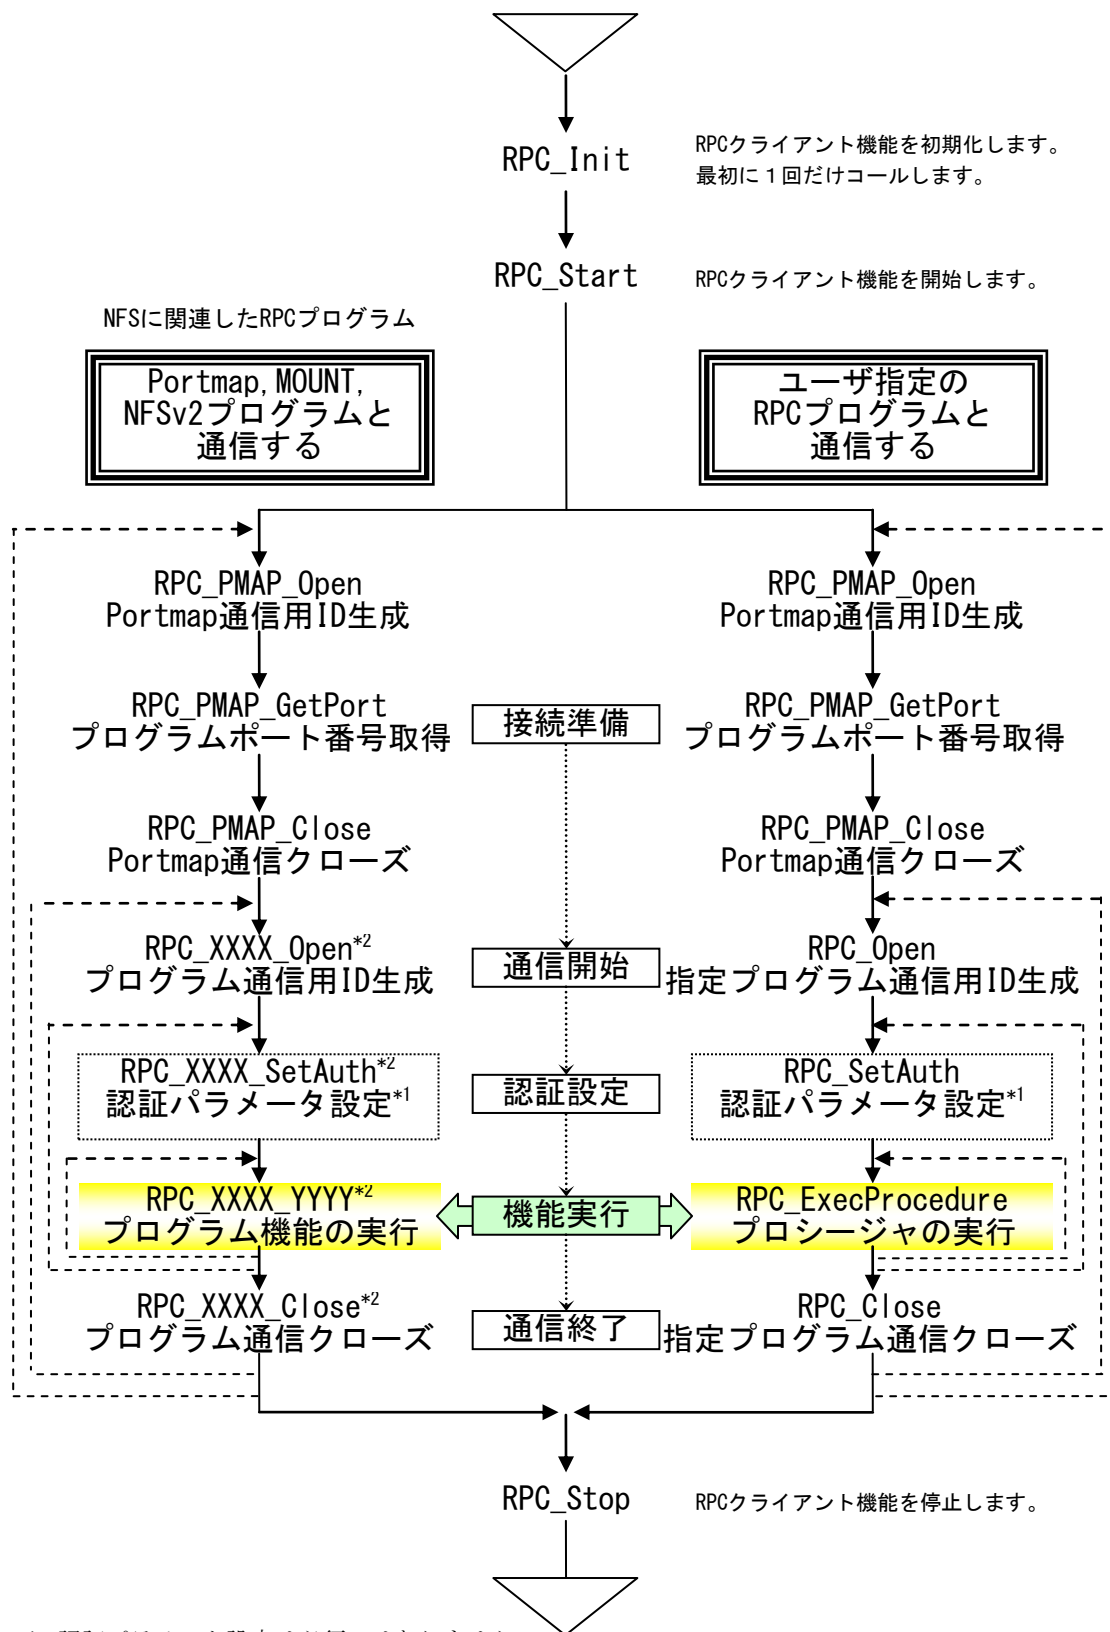 RPC_Init
RPCクライアント機能を初期化します。
最初に１回だけコールします。
RPC_Start
RPCクライアント機能を開始します。
NFSに関連したRPCプログラム
Portmap,MOUNT,
NFSv2プログラムと
通信する
ユーザ指定の
RPCプログラムと
通信する
RPC_PMAP_Open
Portmap通信用ID生成
RPC_PMAP_Open
Portmap通信用ID生成
RPC_PMAP_GetPort
プログラムポート番号取得
接続準備
RPC_PMAP_GetPort
プログラムポート番号取得
RPC_PMAP_Close
Portmap通信クローズ
RPC_PMAP_Close
Portmap通信クローズ
RPC_XXXX_Open*2
プログラム通信用ID生成
通信開始
RPC_Open
指定プログラム通信用ID生成
RPC_XXXX_SetAuth*2
認証パラメータ設定*1
認証設定
RPC_SetAuth
認証パラメータ設定*1
RPC_XXXX_YYYY*2
プログラム機能の実行
機能実行
RPC_ExecProcedure
プロシージャの実行
RPC_XXXX_Close*2
プログラム通信クローズ
通信終了
RPC_Close
指定プログラム通信クローズ
RPC_Stop
RPCクライアント機能を停止します。